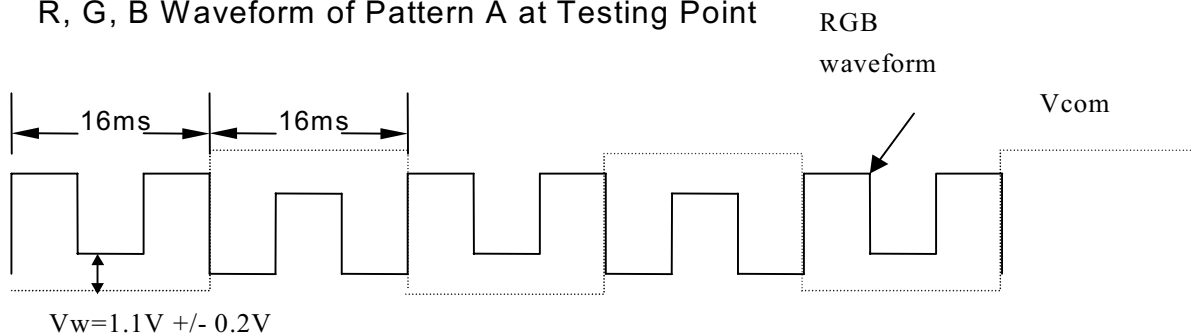 R, G, B Waveform of Pattern A at Testing Point
RGB
waveform
Vcom
16ms
16ms
Vw=1.1V +/- 0.2V